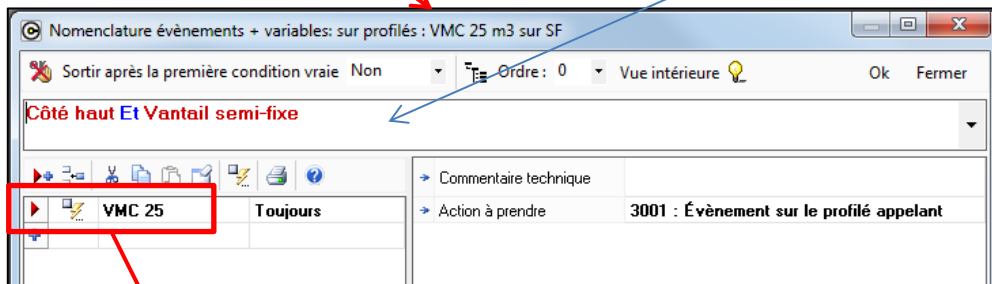 Nomenclature évènements + variables: sur profilés : VMC 25 m3 sur SF
Sortir après la première condition vraie Non Ordre : 0 Vue intérieure Ok Fermer
Côté haut Et Vantail semi-fixe
Commentaire technique
VMC 25 Toujours Action à prendre 3001 : Évènement sur le profilé appelant